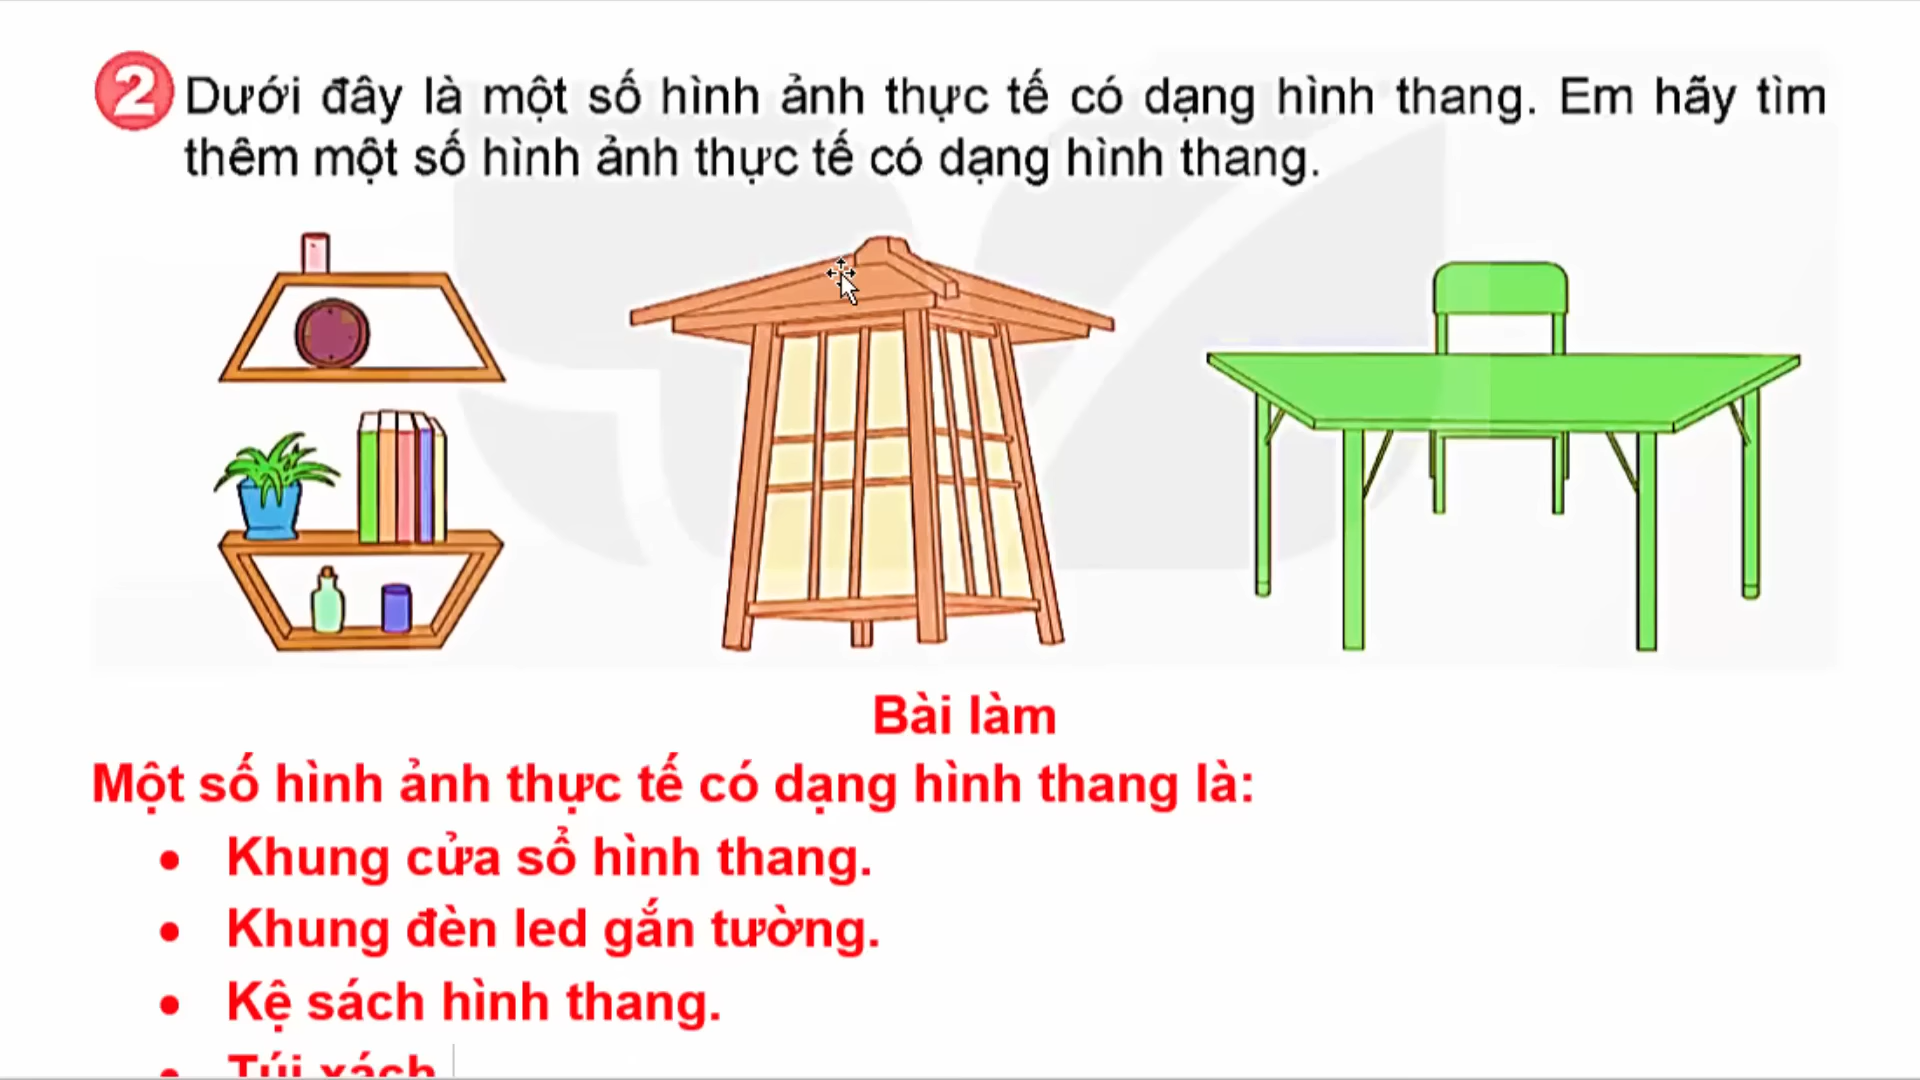 2 Dưới đây là một số hình ảnh thực tế có dạng hình thang. Em hãy tìm
thêm một số hình ảnh thực tế có dạng hình thang.
Bài làm
Một số hình ảnh thực tế có dạng hình thang là:
• Khung cửa sổ hình thang.
• Khung đèn led gắn tường.
• Kệ sách hình thang.
• Túi xách